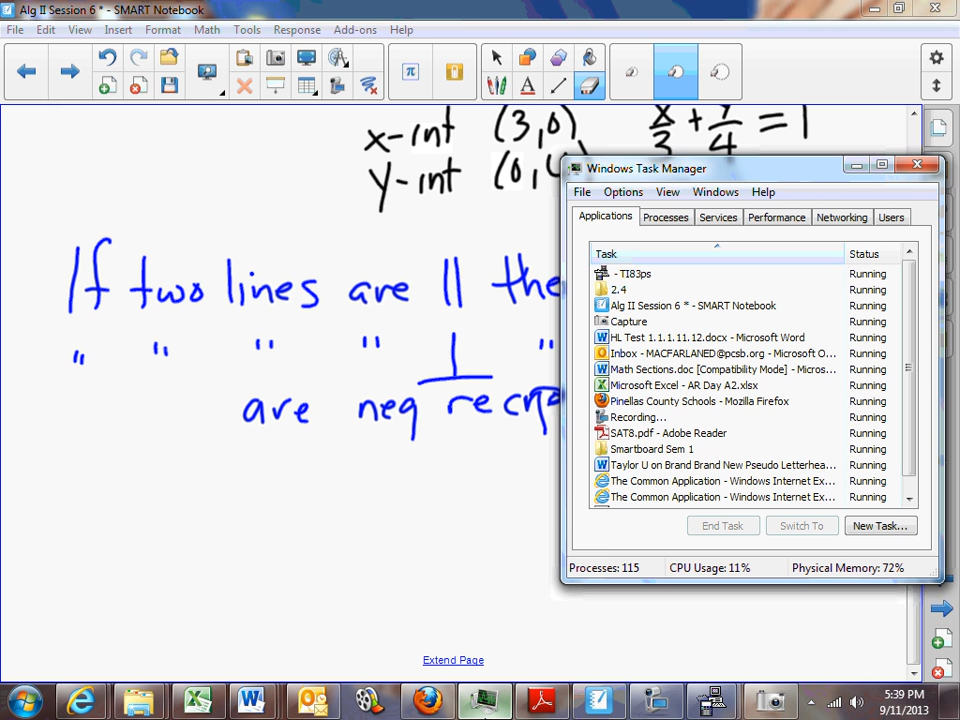 Alg II Session 6 * - SMART Notebook
File Edit View Insert Format Math Tools Response Add-ons Help
x-int (3,0) x/3 + y/4 = 1
y-int (0,
If two lines are || the
" " " " ⊥ "
are neg recip
Windows Task Manager
File Options View Windows Help
Applications Processes Services Performance Networking Users
Task Status
- TI83ps Running
2.4 Running
Alg II Session 6 * - SMART Notebook Running
Capture Running
HL Test 1.1.1.11.12.docx - Microsoft Word Running
Inbox - MACFARLANED@pcsb.org - Microsoft O... Running
Math Sections.doc [Compatibility Mode] - Micros... Running
Microsoft Excel - AR Day A2.xlsx Running
Pinellas County Schools - Mozilla Firefox Running
Recording... Running
SAT8.pdf - Adobe Reader Running
Smartboard Sem 1 Running
Taylor U on Brand Brand New Pseudo Letterhea... Running
The Common Application - Windows Internet Ex... Running
The Common Application - Windows Internet Ex... Running
End Task Switch To New Task...
Processes: 115 CPU Usage: 11% Physical Memory: 72%
Extend Page
5:39 PM
9/11/2013